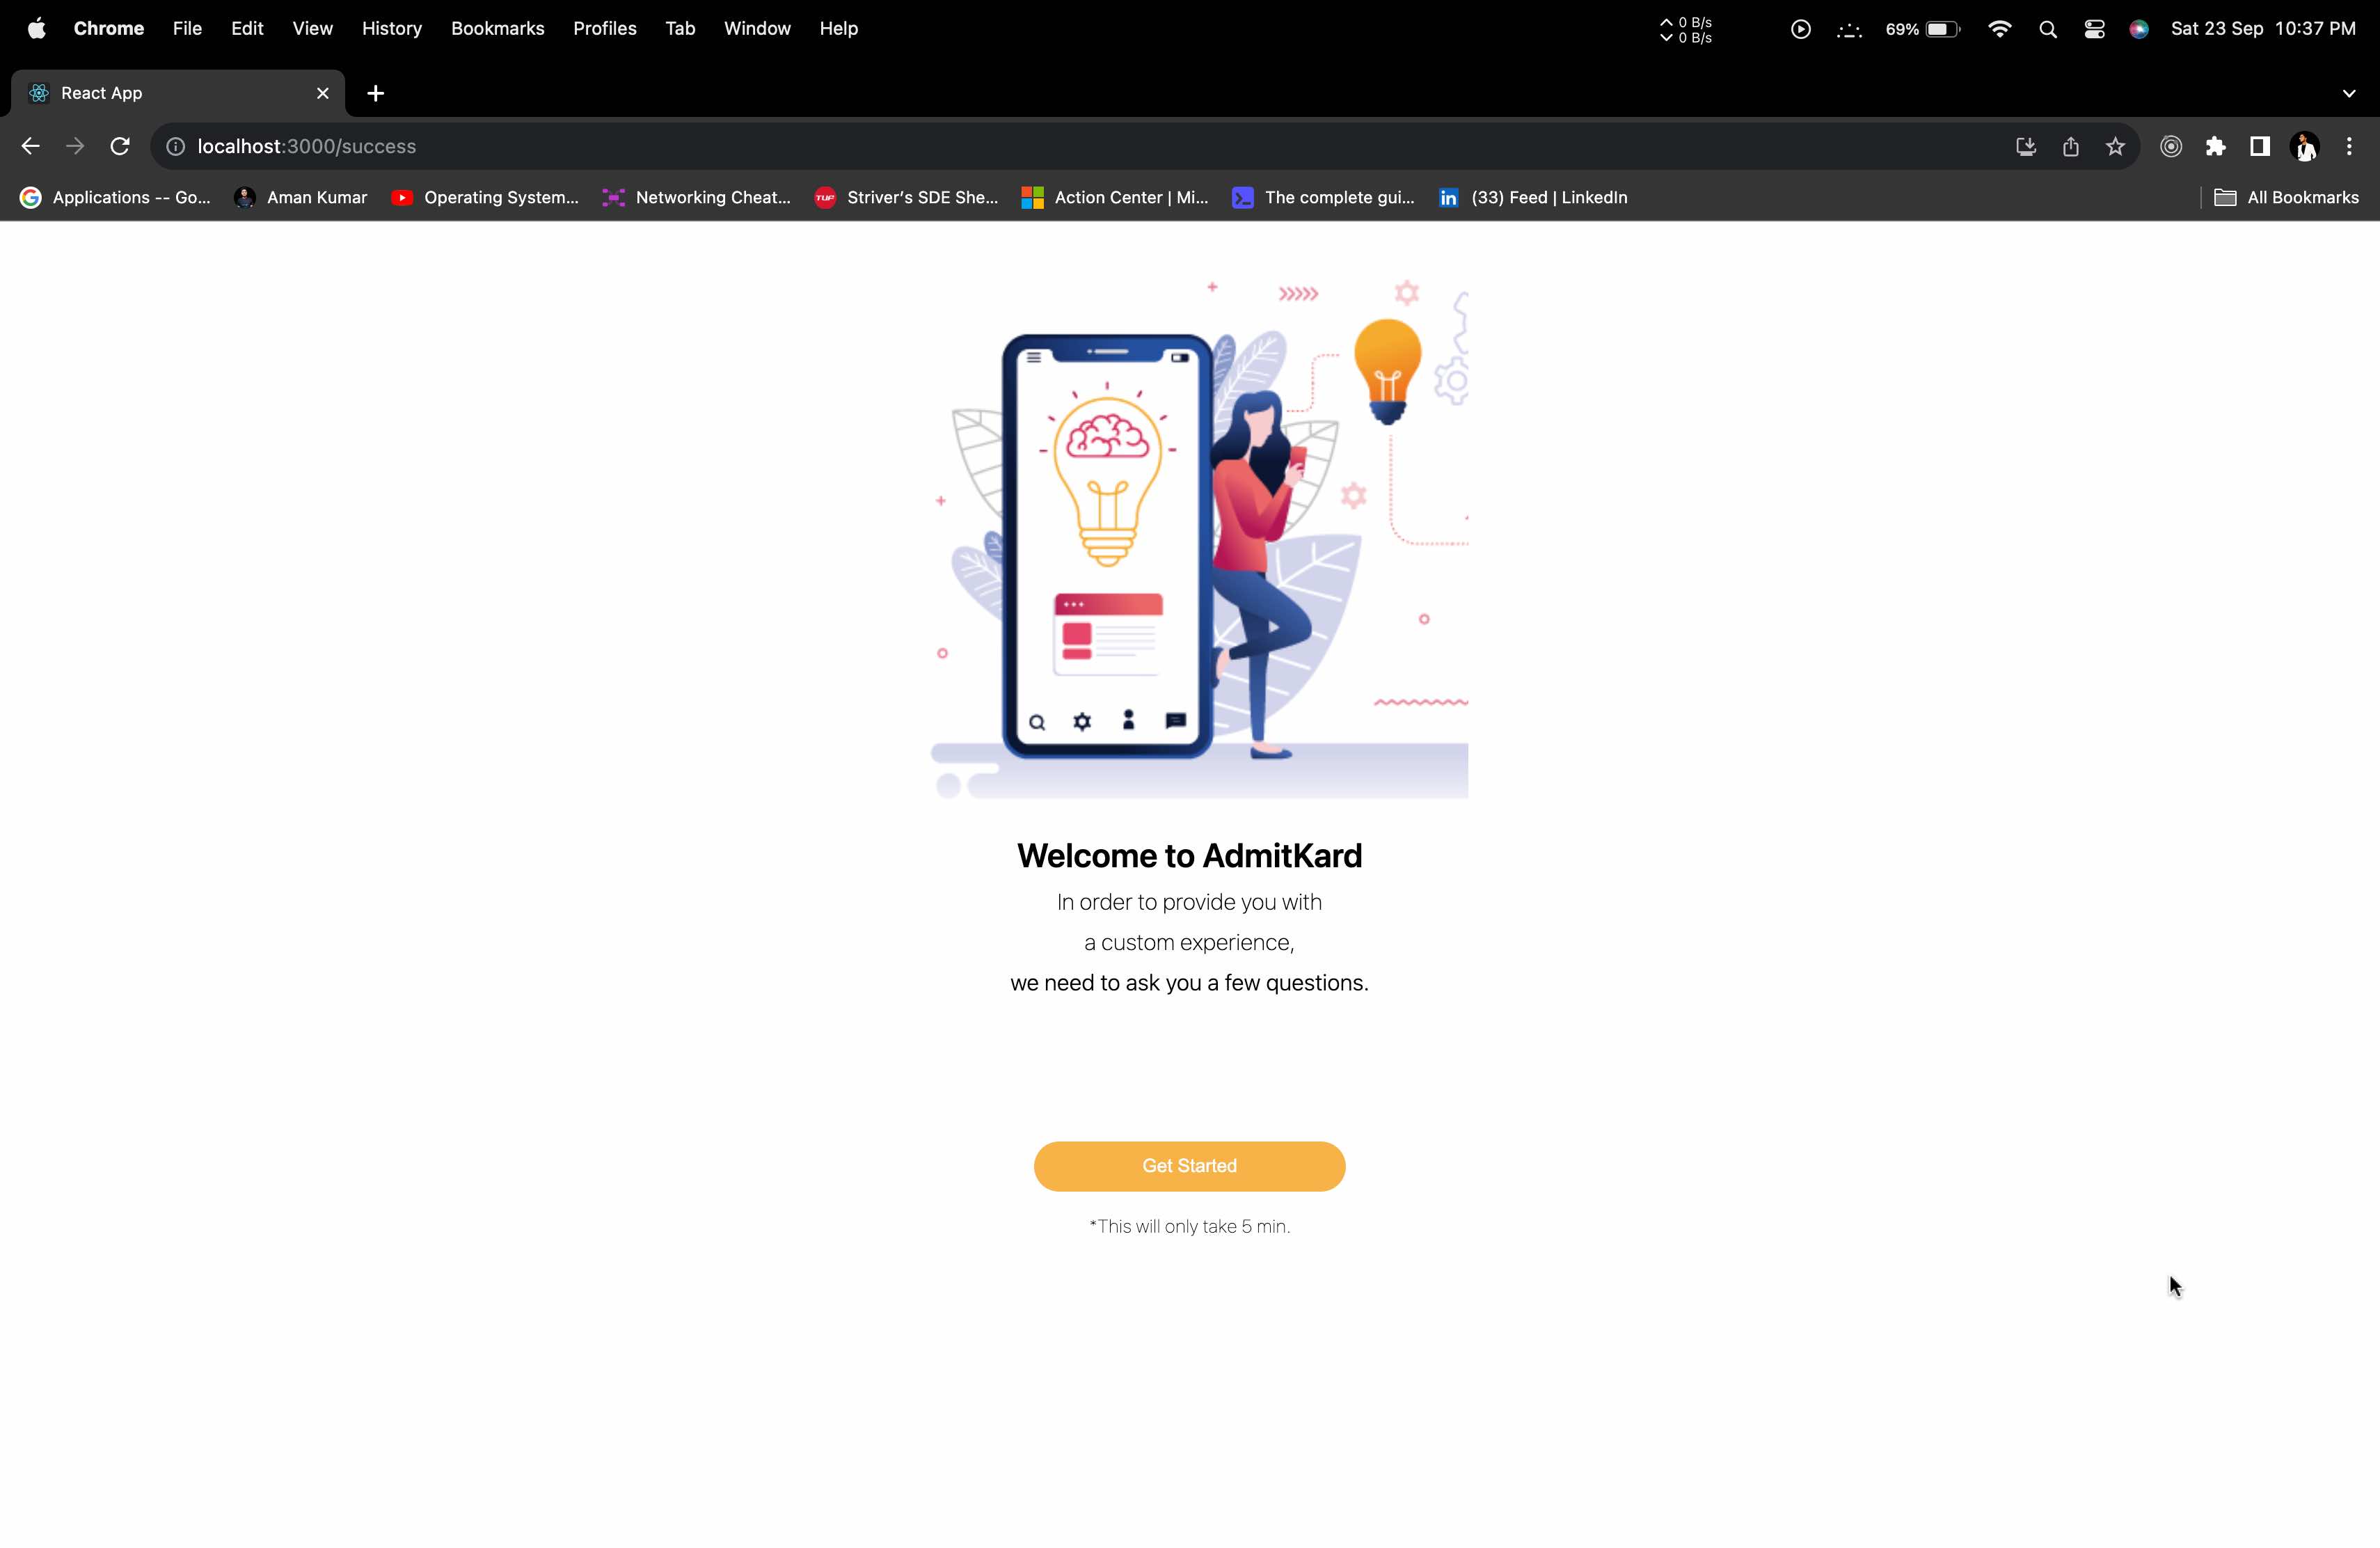 Chrome File Edit View History Bookmarks Profiles Tab Window Help
0 B/s
0 B/s
69%
Sat 23 Sep 10:37 PM
React App
localhost:3000/success
Applications -- Go...
Aman Kumar
Operating System...
Networking Cheat...
TUF
Striver's SDE She...
Action Center | Mi...
The complete gui...
in
(33) Feed | LinkedIn
All Bookmarks
Welcome to AdmitKard
In order to provide you with
a custom experience,
we need to ask you a few questions.
Get Started
*This will only take 5 min.